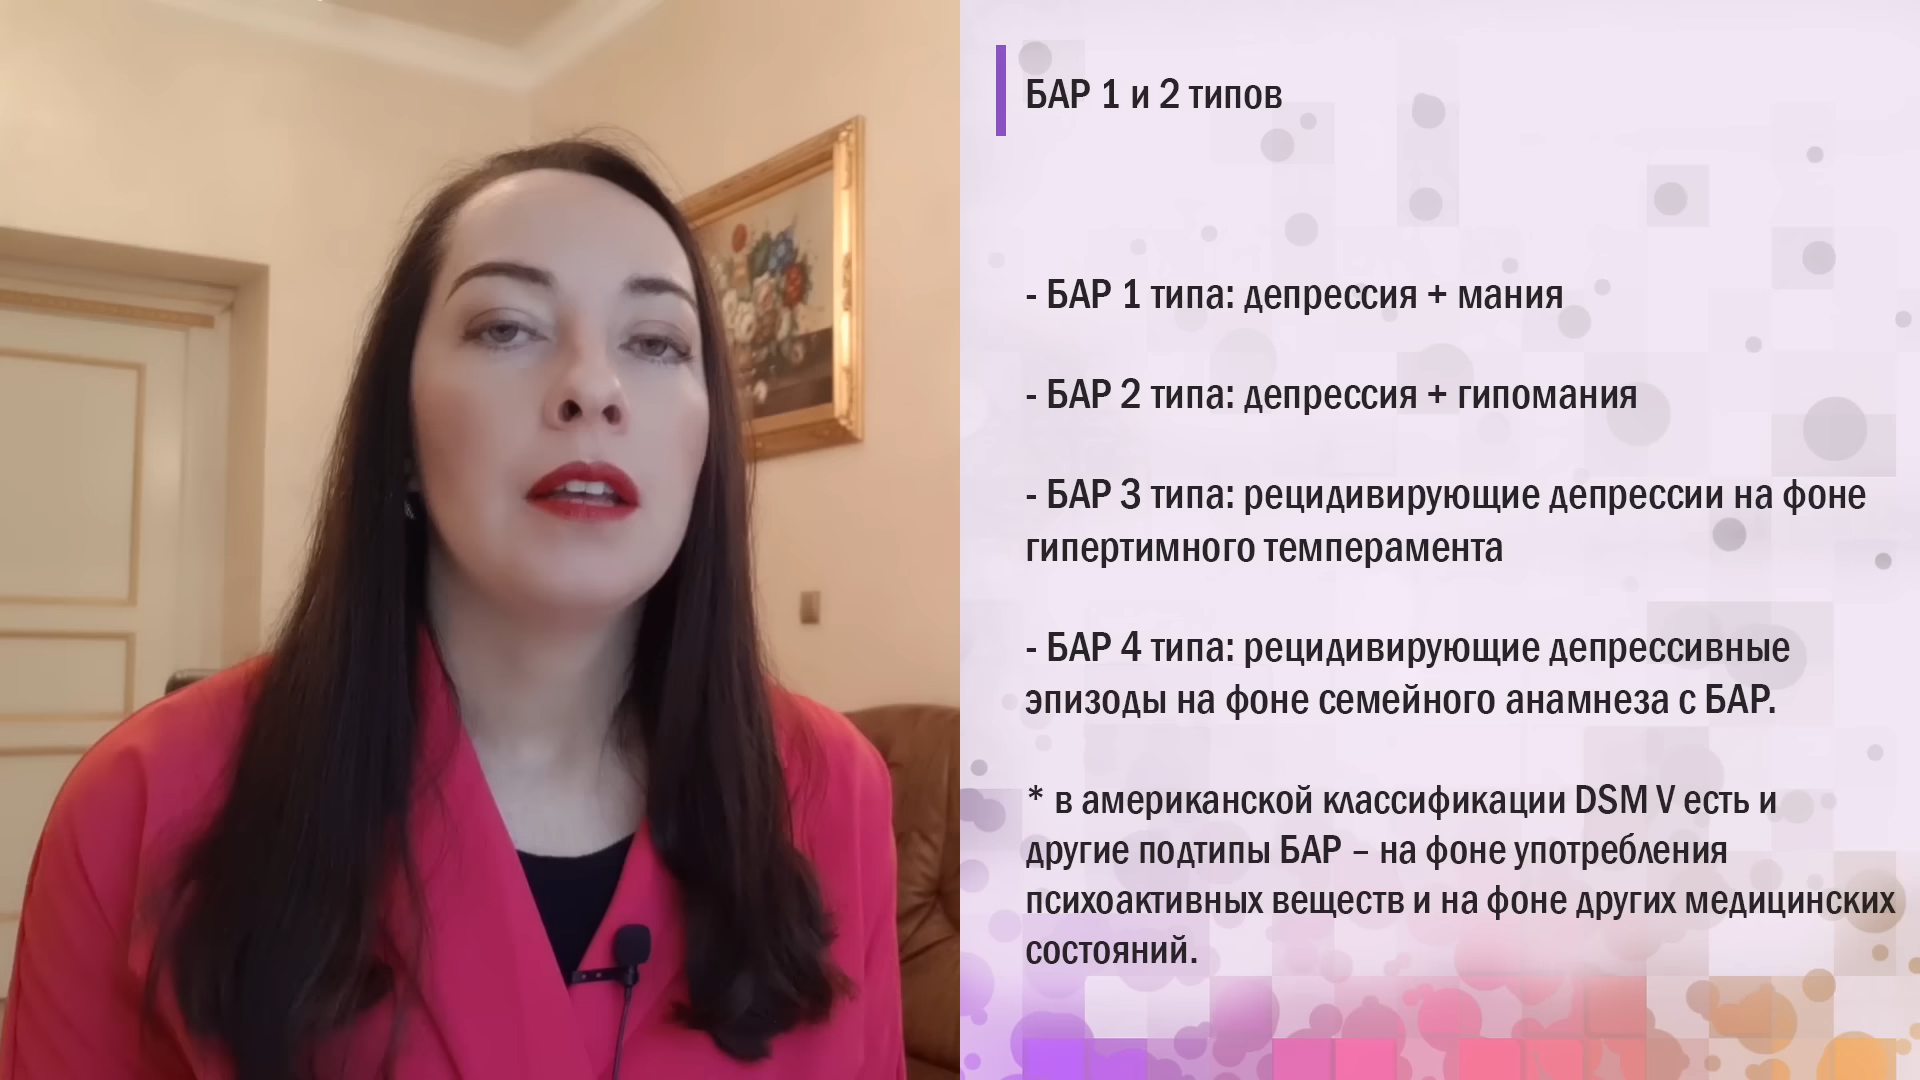 БАР 1 и 2 типов
- БАР 1 типа: депрессия + мания
- БАР 2 типа: депрессия + гипомания
- БАР 3 типа: рецидивирующие депрессии на фоне
гипертимного темперамента
- БАР 4 типа: рецидивирующие депрессивные
эпизоды на фоне семейного анамнеза с БАР.
* в американской классификации DSM V есть и
другие подтипы БАР – на фоне употребления
психоактивных веществ и на фоне других медицинских
состояний.